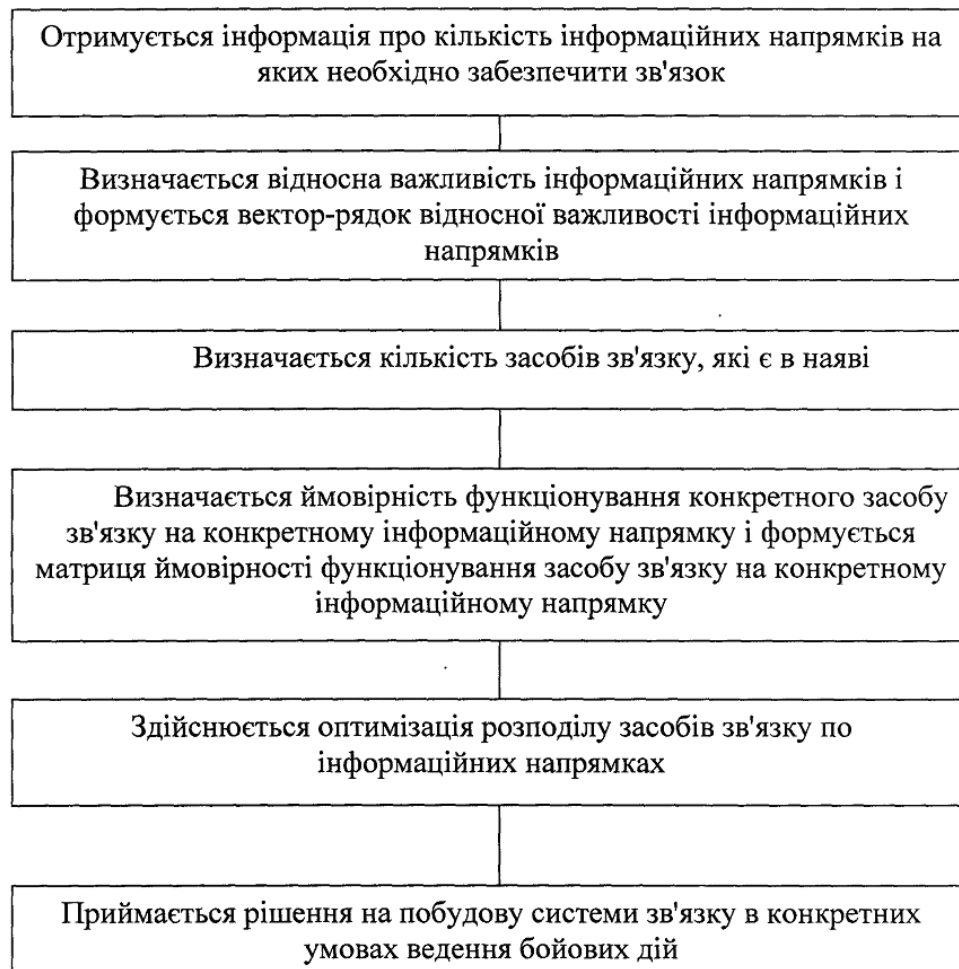 Отримується інформація про кількість інформаційних напрямків на
яких необхідно забезпечити зв'язок
Визначається відносна важливість інформаційних напрямків і
формується вектор-рядок відносної важливості інформаційних
напрямків
Визначається кількість засобів зв'язку, які є в наяві
Визначається ймовірність функціонування конкретного засобу
зв'язку на конкретному інформаційному напрямку і формується
матриця ймовірності функціонування засобу зв'язку на конкретному
інформаційному напрямку
Здійснюється оптимізація розподілу засобів зв'язку по
інформаційних напрямках
Приймається рішення на побудову системи зв'язку в конкретних
умовах ведення бойових дій